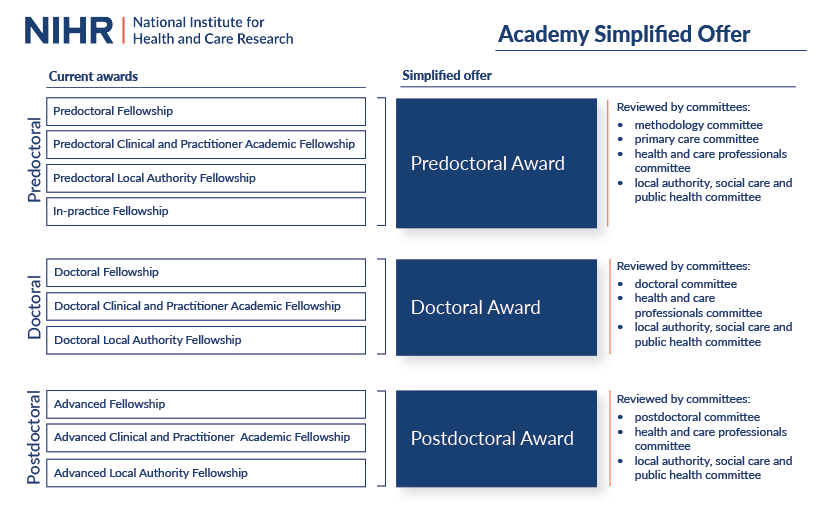 NIHR | National Institute for
Health and Care Research
Academy Simplified Offer
Current awards
Simplified offer
Predoctoral
Predoctoral Fellowship
Predoctoral Clinical and Practitioner Academic Fellowship
Predoctoral Local Authority Fellowship
In-practice Fellowship
Predoctoral Award
Reviewed by committees:
• methodology committee
• primary care committee
• health and care professionals
committee
• local authority, social care and
public health committee
Doctoral
Doctoral Fellowship
Doctoral Clinical and Practitioner Academic Fellowship
Doctoral Local Authority Fellowship
Doctoral Award
Reviewed by committees:
• doctoral committee
• health and care
professionals committee
• local authority, social care and
public health committee
Postdoctoral
Advanced Fellowship
Advanced Clinical and Practitioner Academic Fellowship
Advanced Local Authority Fellowship
Postdoctoral Award
Reviewed by committees:
• postdoctoral committee
• health and care professionals
committee
• local authority, social care and
public health committee